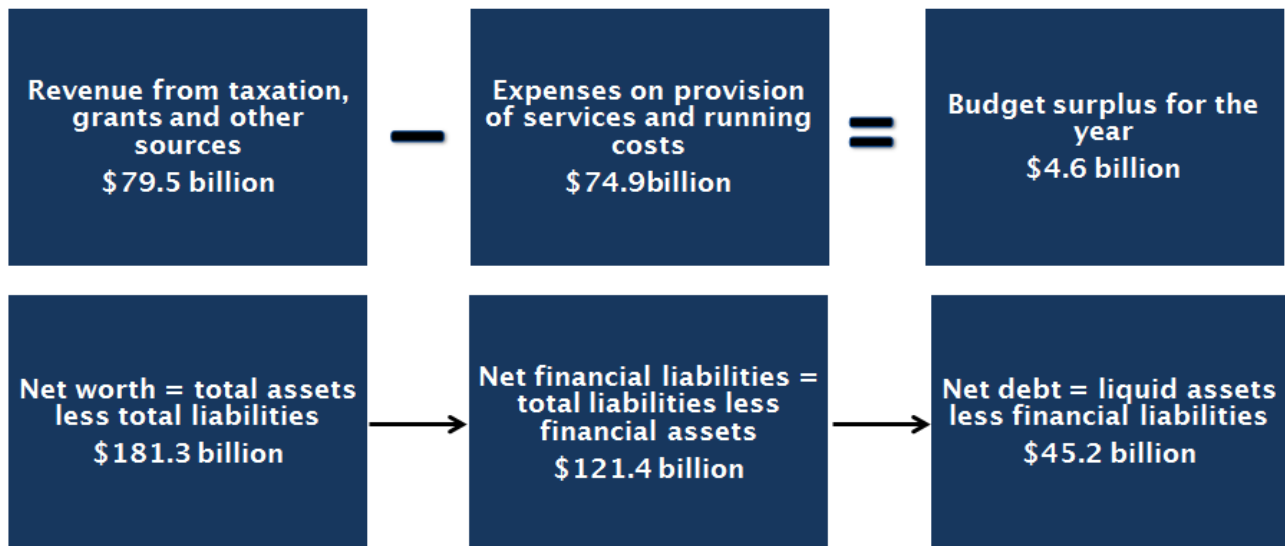 Revenue from taxation,
grants and other
sources
$79.5 billion
Expenses on provision
of services and running
costs
$74.9billion
Budget surplus for the
year
$4.6 billion
Net worth = total assets
less total liabilities
$181.3 billion
Net financial liabilities =
total liabilities less
financial assets
$121.4 billion
Net debt = liquid assets
less financial liabilities
$45.2 billion